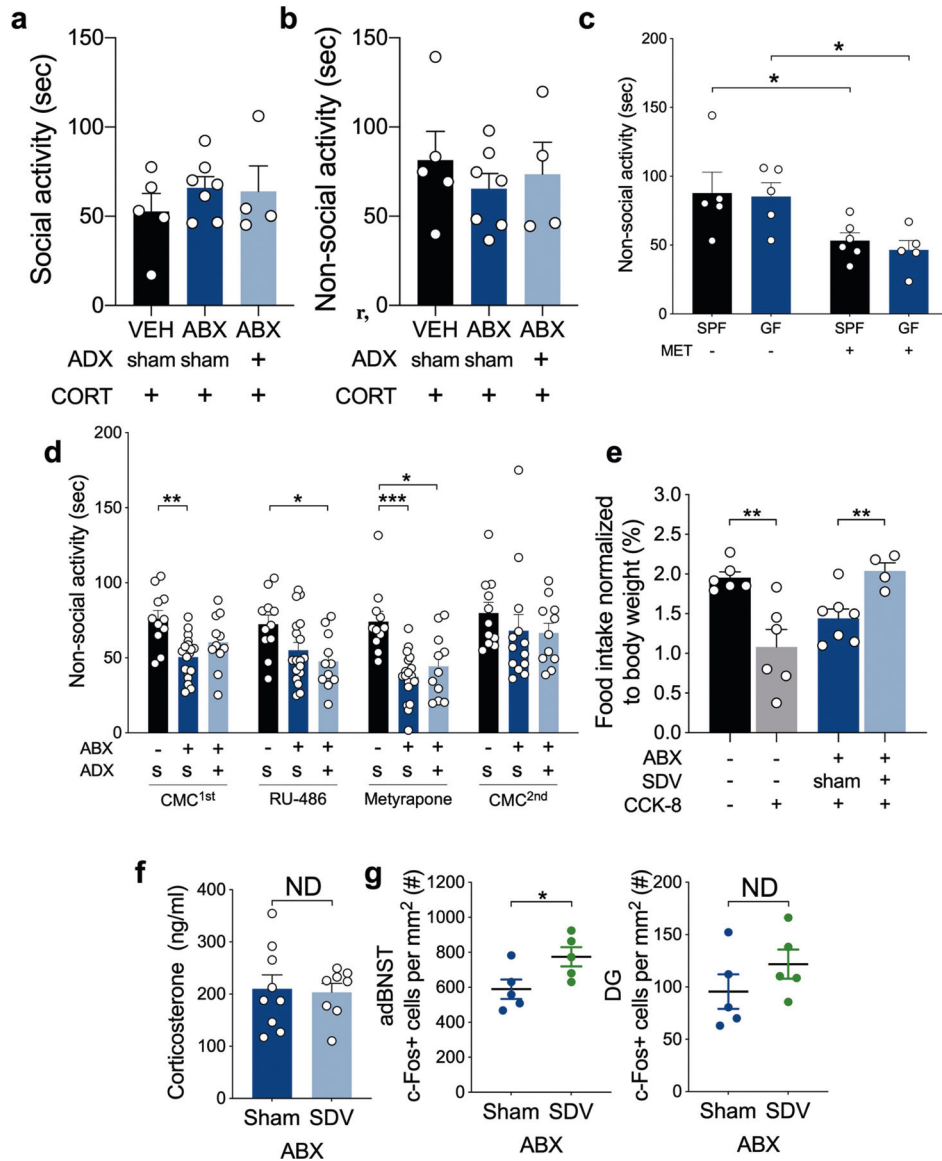 a
Social activity (sec)
150
100
50
0
VEH ABX ABX
ADX sham sham +
CORT + + +
b
Non-social activity (sec)
150
100
50
0
r,
VEH ABX ABX
ADX sham sham +
CORT + + +
c
Non-social activity (sec)
200
150
100
50
0
*
*
SPF GF SPF GF
MET - - + +
d
Non-social activity (sec)
200
150
100
50
0
**
*
***
*
ABX - + + - + + - + + - + +
ADX S S + S S + S S + S S +
CMC1st RU-486 Metyrapone CMC2nd
e
Food intake normalized
to body weight (%)
2.5
2.0
1.5
1.0
0.5
0.0
** **
ABX - - + +
SDV - - sham +
CCK-8 - + + +
f
Corticosterone (ng/ml)
400
300
200
100
0
ND
Sham SDV
ABX
g
adBNST
c-Fos+ cells per mm2 (#)
1200
1000
800
600
400
200
0
*
Sham SDV
ABX
DG
c-Fos+ cells per mm2 (#)
200
150
100
50
0
ND
Sham SDV
ABX